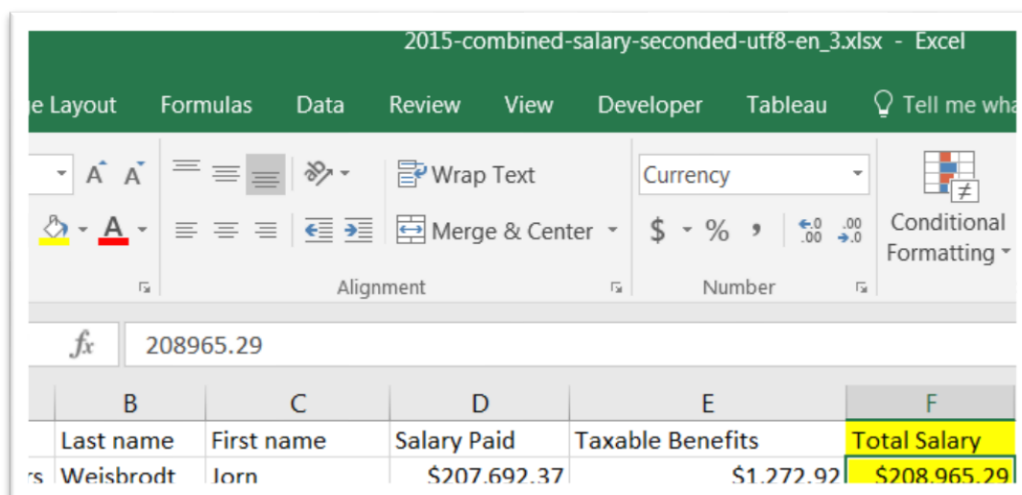 2015-combined-salary-seconded-utf8-en_3.xlsx - Excel
Layout Formulas Data Review View Developer Tableau Tell me
A A Wrap Text Currency
A Merge & Center $ % , .0 .00 .00 .0 Conditional Formatting
Alignment Number
fx 208965.29
B C D E F
Last name First name Salary Paid Taxable Benefits Total Salary
Weisbrodt Jorn $207,692.37 $1,272.92 $208,965.29